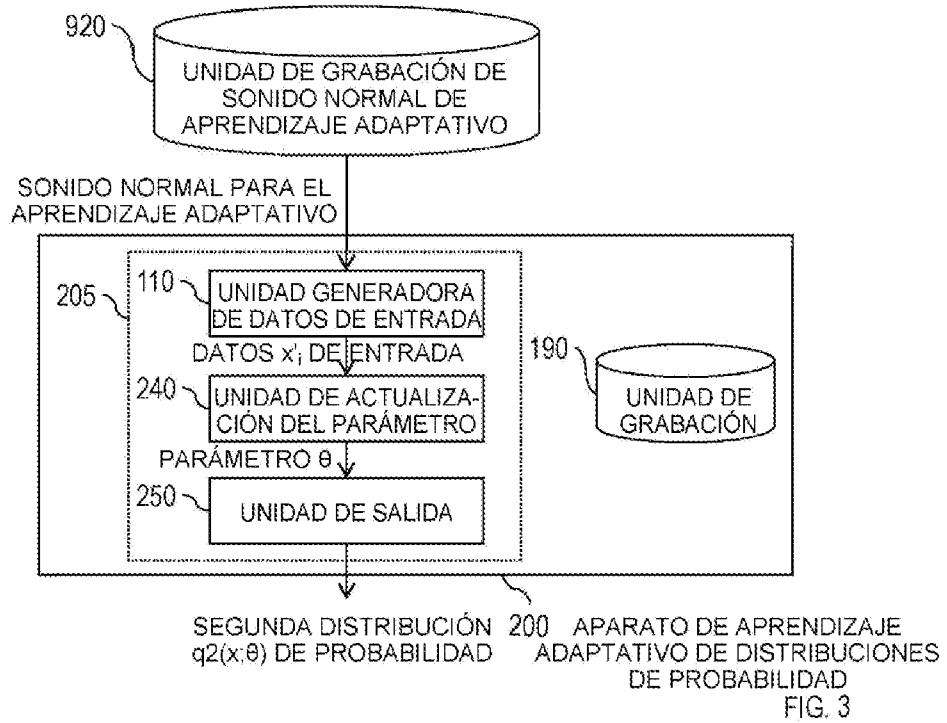 920
UNIDAD DE GRABACIÓN DE
SONIDO NORMAL DE
APRENDIZAJE ADAPTATIVO
SONIDO NORMAL PARA EL
APRENDIZAJE ADAPTATIVO
205
110
UNIDAD GENERADORA
DE DATOS DE ENTRADA
DATOS x'i DE ENTRADA
240
UNIDAD DE ACTUALIZA-
CIÓN DEL PARÁMETRO
PARÁMETRO θ
250
UNIDAD DE SALIDA
190
UNIDAD DE
GRABACIÓN
SEGUNDA DISTRIBUCIÓN
q2(x;θ) DE PROBABILIDAD
200 APARATO DE APRENDIZAJE
ADAPTATIVO DE DISTRIBUCIONES
DE PROBABILIDAD
FIG. 3